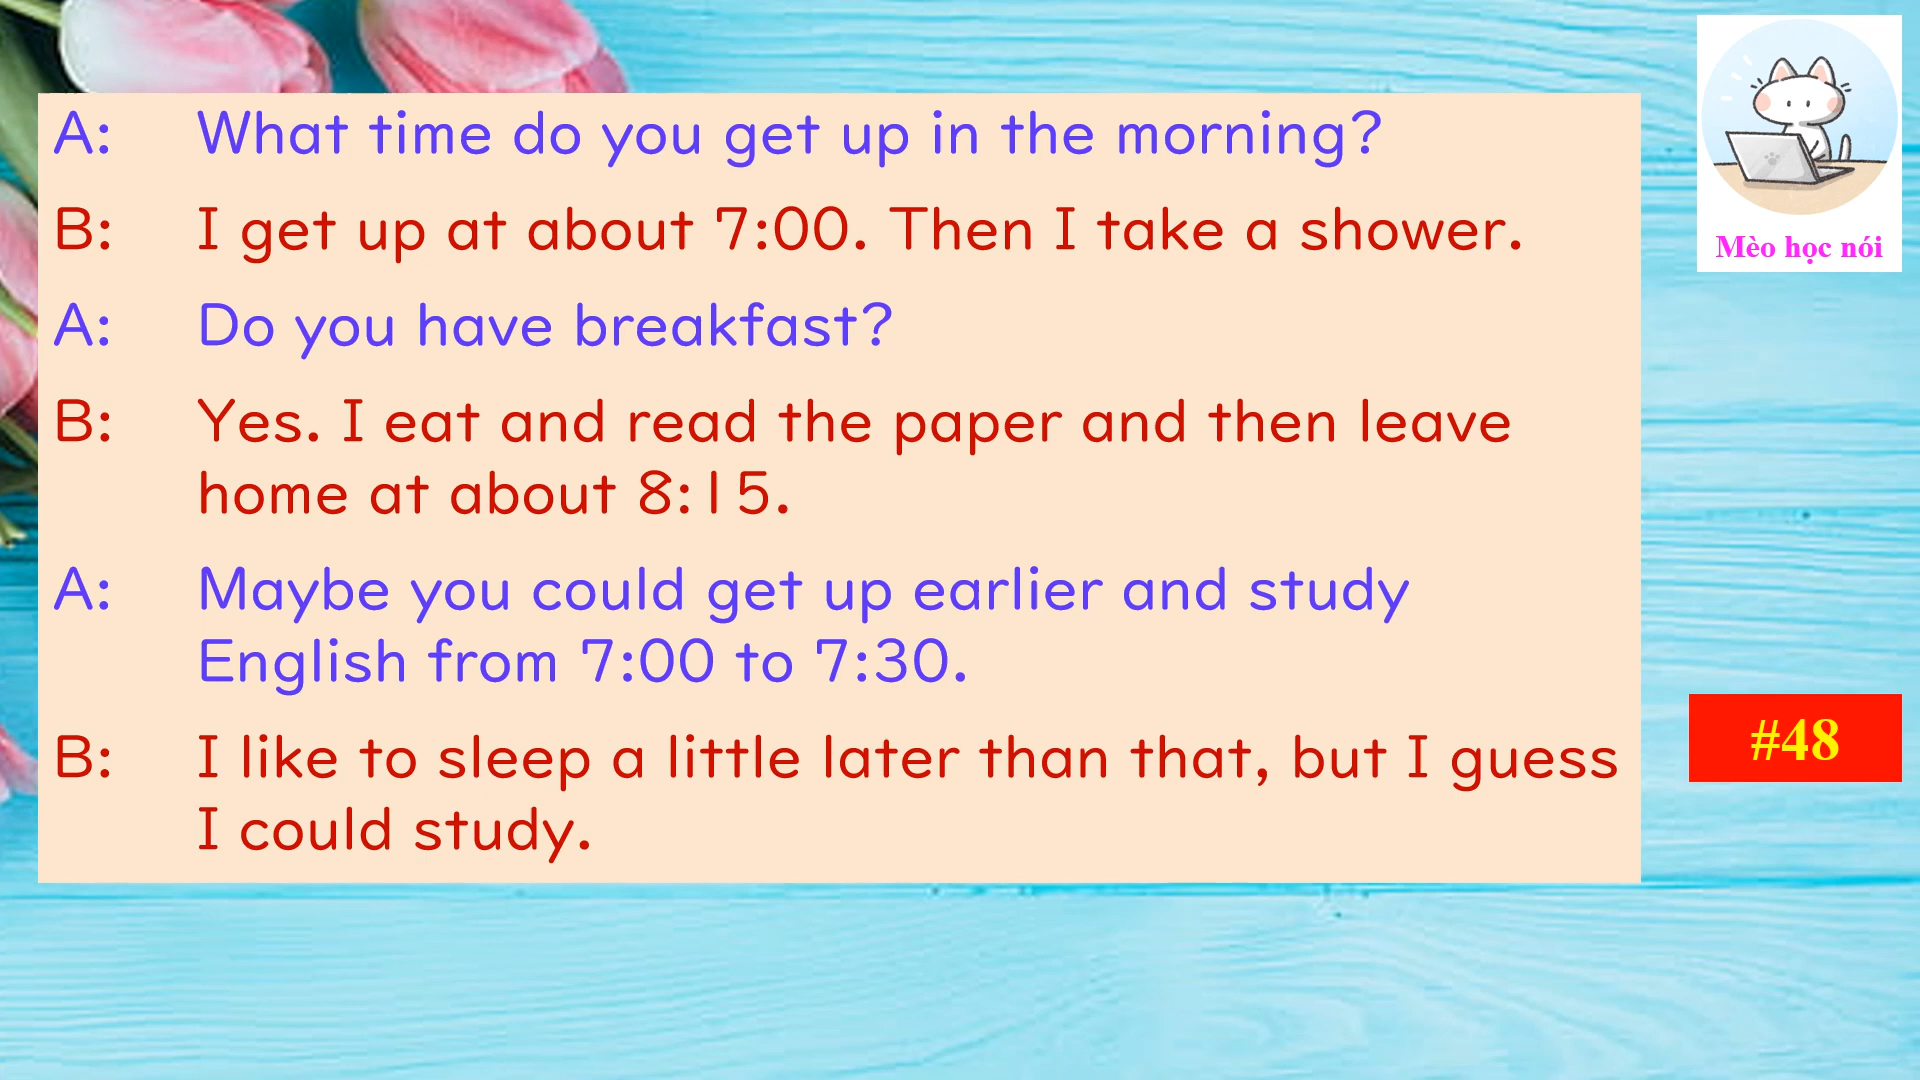 A: What time do you get up in the morning?
B: I get up at about 7:00. Then I take a shower.
A: Do you have breakfast?
B: Yes. I eat and read the paper and then leave
home at about 8:15.
A: Maybe you could get up earlier and study
English from 7:00 to 7:30.
B: I like to sleep a little later than that, but I guess
I could study.
Mèo học nói
#48